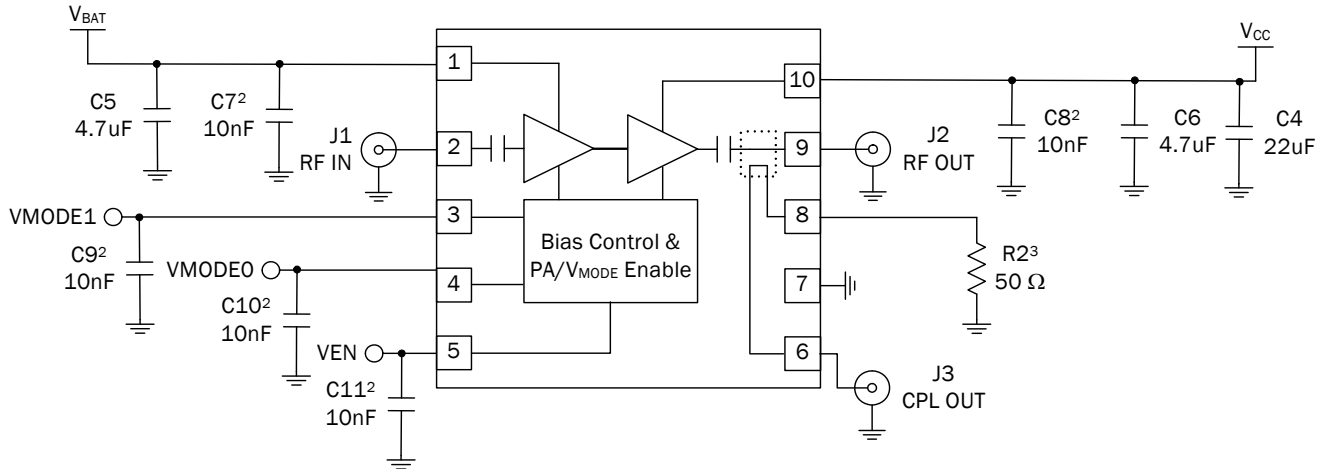 VBAT
C5
4.7uF
C7²
10nF
J1
RF IN
VMODE1
C9²
10nF
VMODE0
C10²
10nF
VEN
C11²
10nF
1
2
3
4
5
Bias Control &
PA/VMODE Enable
10
9
8
7
6
J2
RF OUT
R2³
50 Ω
J3
CPL OUT
VCC
C8²
10nF
C6
4.7uF
C4
22uF